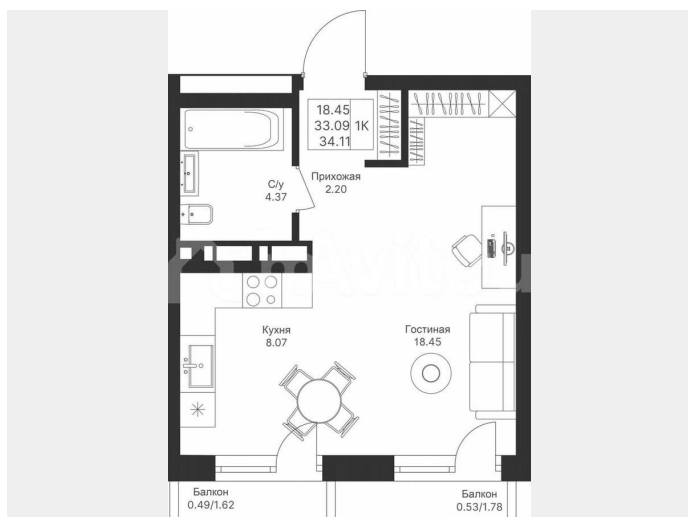 18.45
33.09 1К
34.11
Прихожая
2.20
С/у
4.37
Кухня
8.07
Гостиная
18.45
Балкон
0.49/1.62
Балкон
0.53/1.78